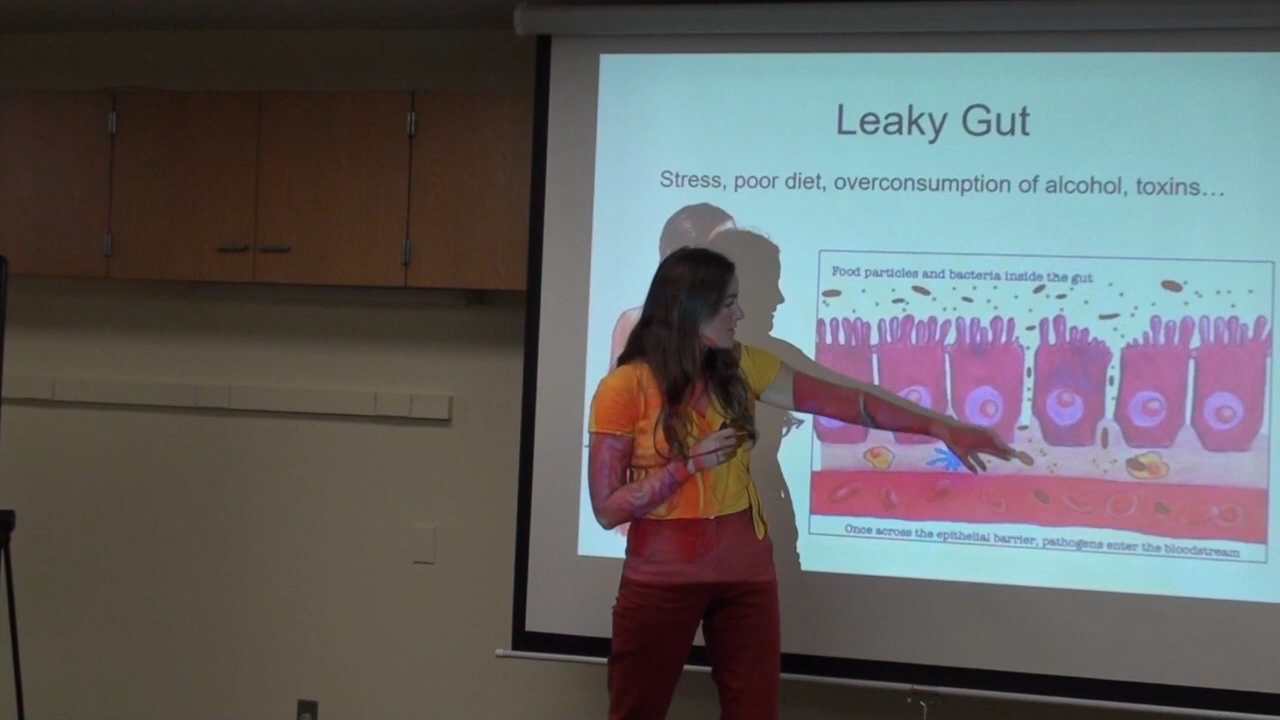 Leaky Gut
Stress, poor diet, overconsumption of alcohol, toxins...
Food particles and bacteria inside the gut
Once across the epithelial barrier, pathogens enter the bloodstream